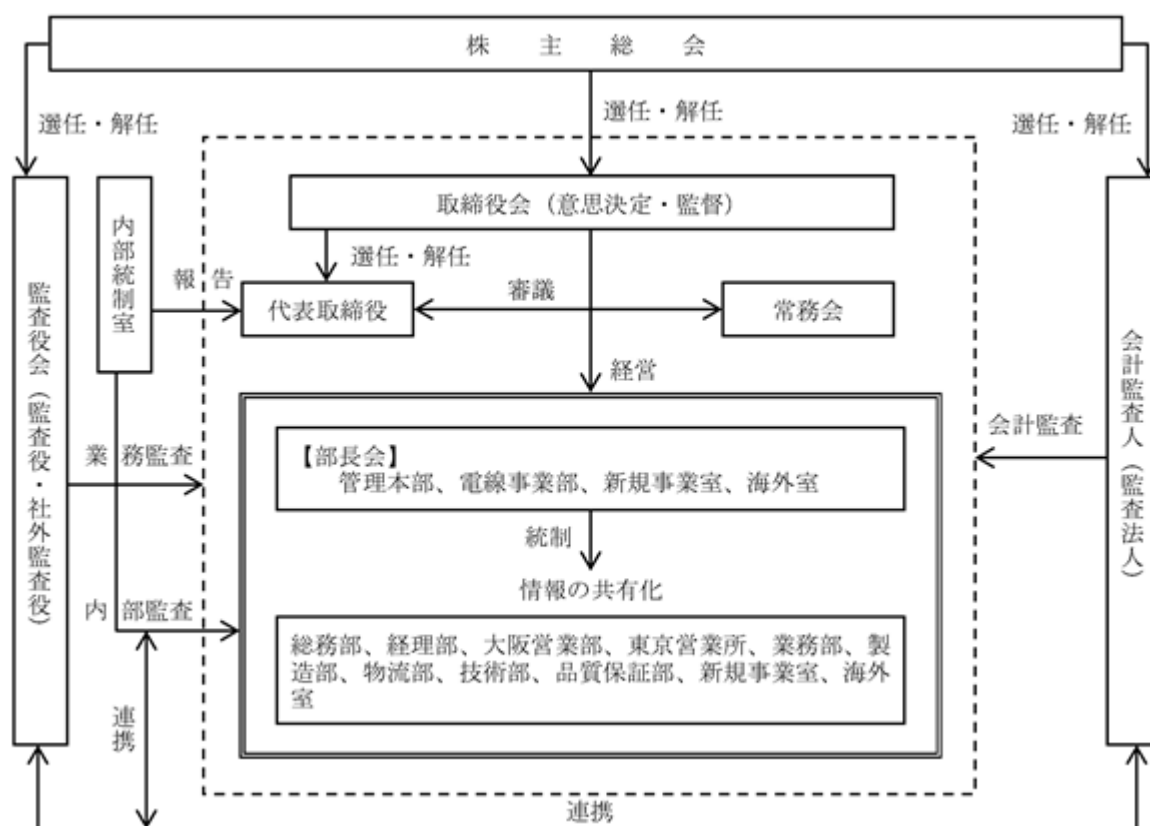 株主総会
選任・解任
選任・解任
選任・解任
取締役会（意思決定・監督）
選任・解任
内部統制室
報告
代表取締役
審議
常務会
経営
監査役会（監査役・社外監査役）
会計監査人（監査法人）
会計監査
業務監査
【部長会】
管理本部、電線事業部、新規事業室、海外室
統制
情報の共有化
内部監査
総務部、経理部、大阪営業部、東京営業所、業務部、製
造部、物流部、技術部、品質保証部、新規事業室、海外
室
連携
連携